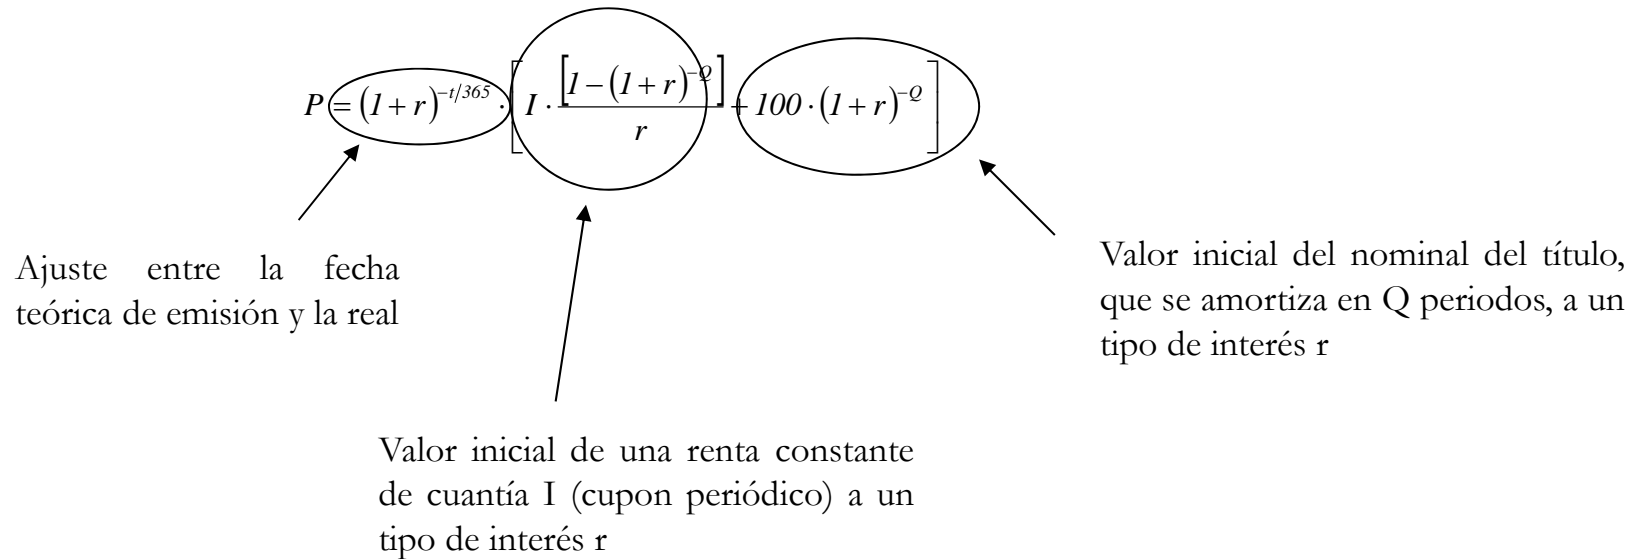 P = (1 + r)^{-t/365} · [ I · [1 − (1 + r)^{-Q}] / r + 100 · (1 + r)^{-Q} ]
Ajuste entre la fecha
teórica de emisión y la real
Valor inicial del nominal del título,
que se amortiza en Q periodos, a un
tipo de interés r
Valor inicial de una renta constante
de cuantía I (cupon periódico) a un
tipo de interés r